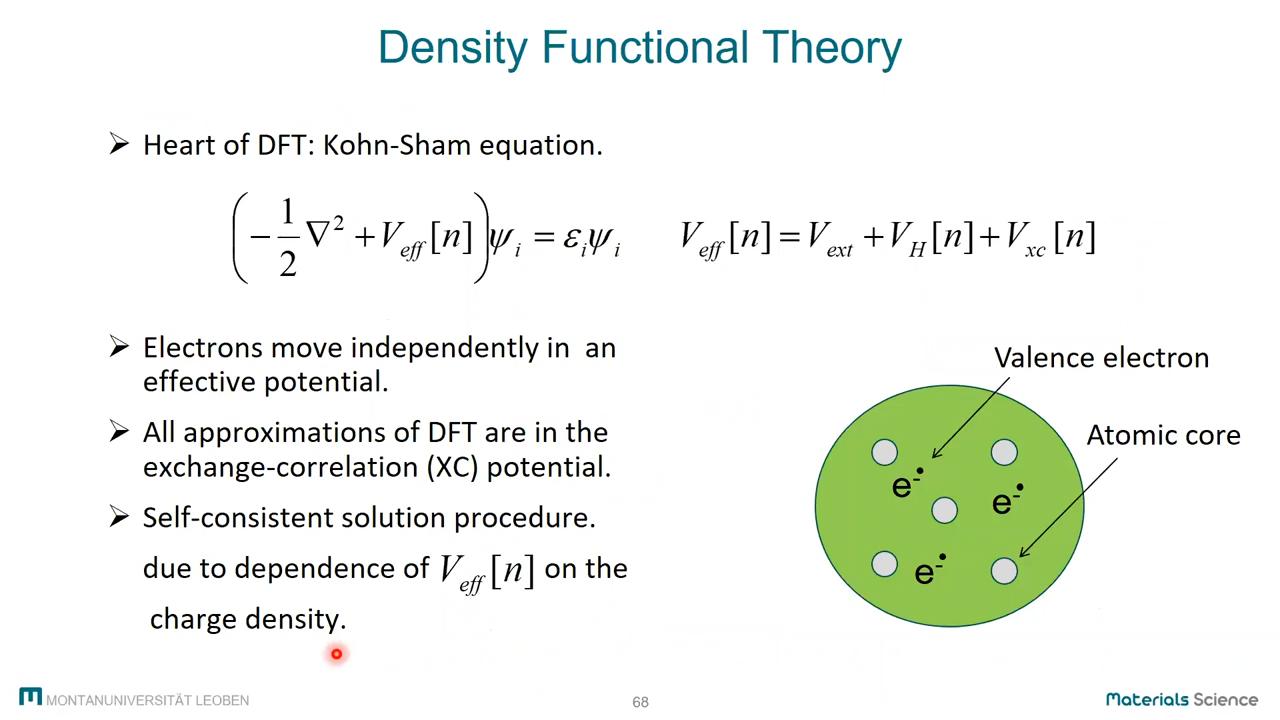 Density Functional Theory
➢ Heart of DFT: Kohn-Sham equation.
(-1/2 ∇² + V_eff[n])ψ_i = ε_iψ_i
V_eff[n] = V_ext + V_H[n] + V_xc[n]
➢ Electrons move independently in an
effective potential.
➢ All approximations of DFT are in the
exchange-correlation (XC) potential.
➢ Self-consistent solution procedure.
due to dependence of V_eff[n] on the
charge density.
Valence electron
Atomic core
e-
e-
e-
MONTANUNIVERSITÄT LEOBEN
68
Materials Science